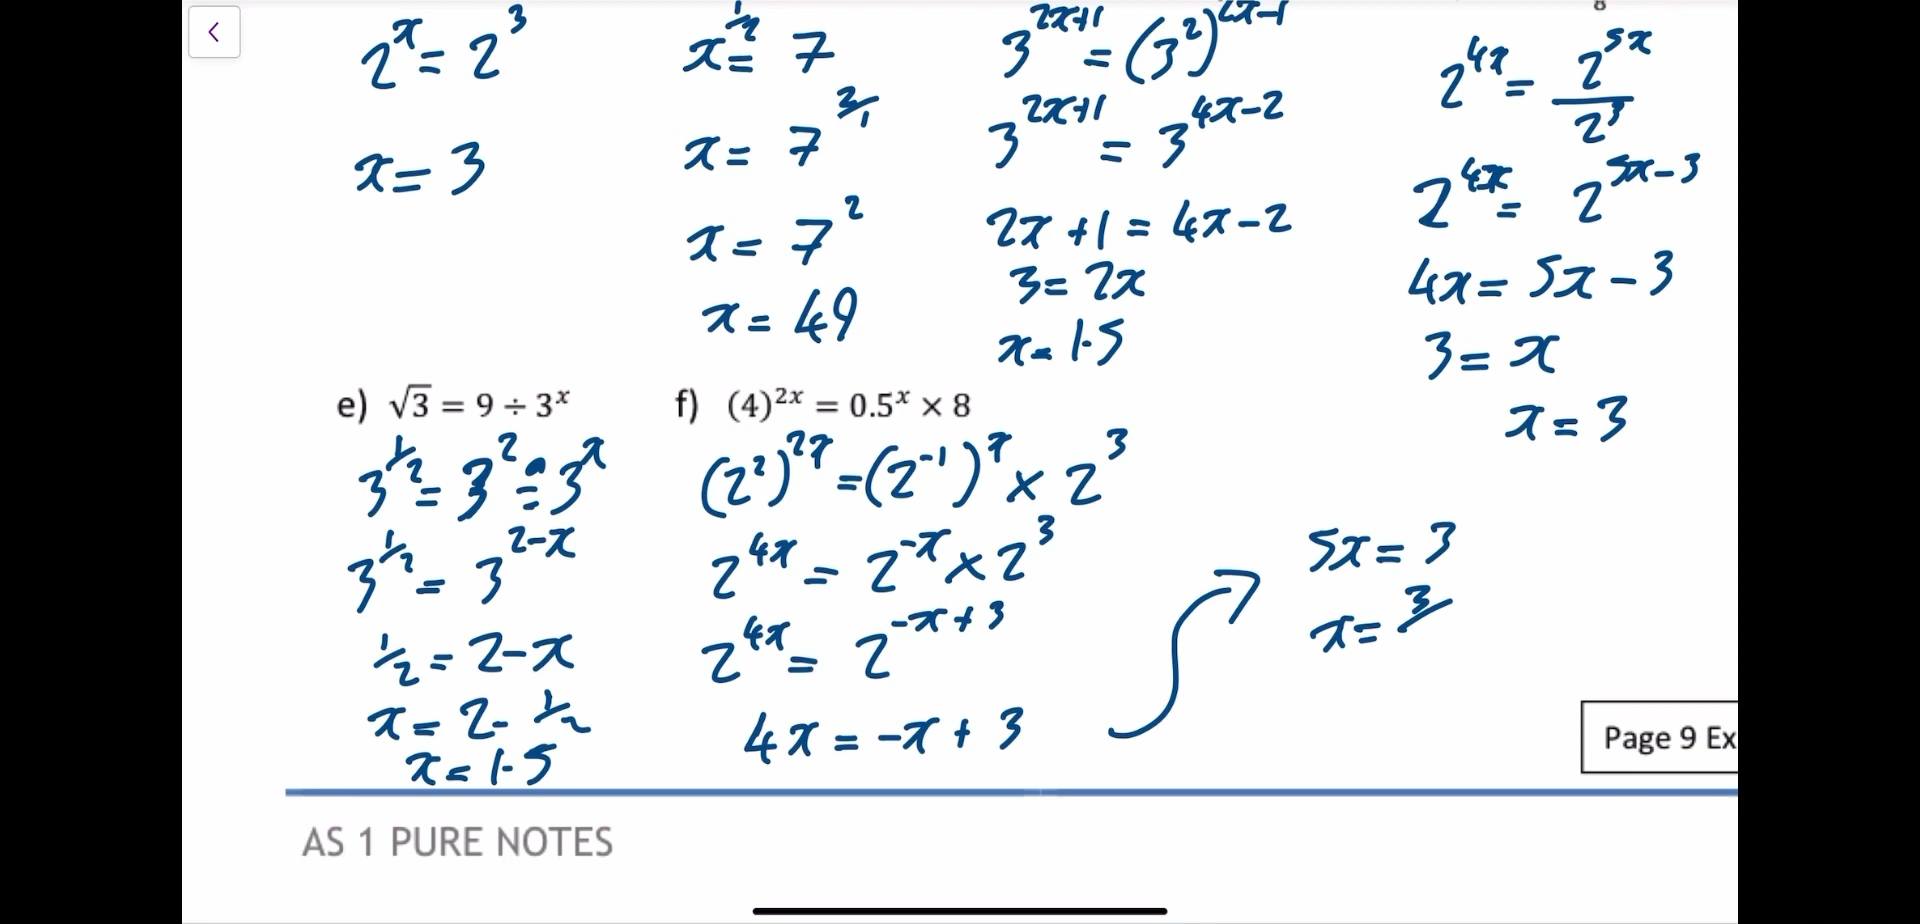 2^x = 2^3
x = 3
x^1/2 = 7
x = 7^2/1
x = 7^2
x = 49
3^2x+1 = (3^2)^2x-1
3^2x+1 = 3^4x-2
2x+1 = 4x-2
3 = 2x
x = 1.5
8
2^4x = 2^5x/2^3
2^4x = 2^5x-3
4x = 5x-3
3 = x
x = 3
e) √3 = 9 ÷ 3^x
3^1/2 = 3^2 ÷ 3^x
3^1/2 = 3^2-x
1/2 = 2-x
x = 2-1/2
x = 1.5
f) (4)^2x = 0.5^x × 8
(2^2)^2x = (2^-1)^x × 2^3
2^4x = 2^-x × 2^3
2^4x = 2^-x+3
4x = -x+3
5x = 3
x = 3/
Page 9 Ex
AS 1 PURE NOTES